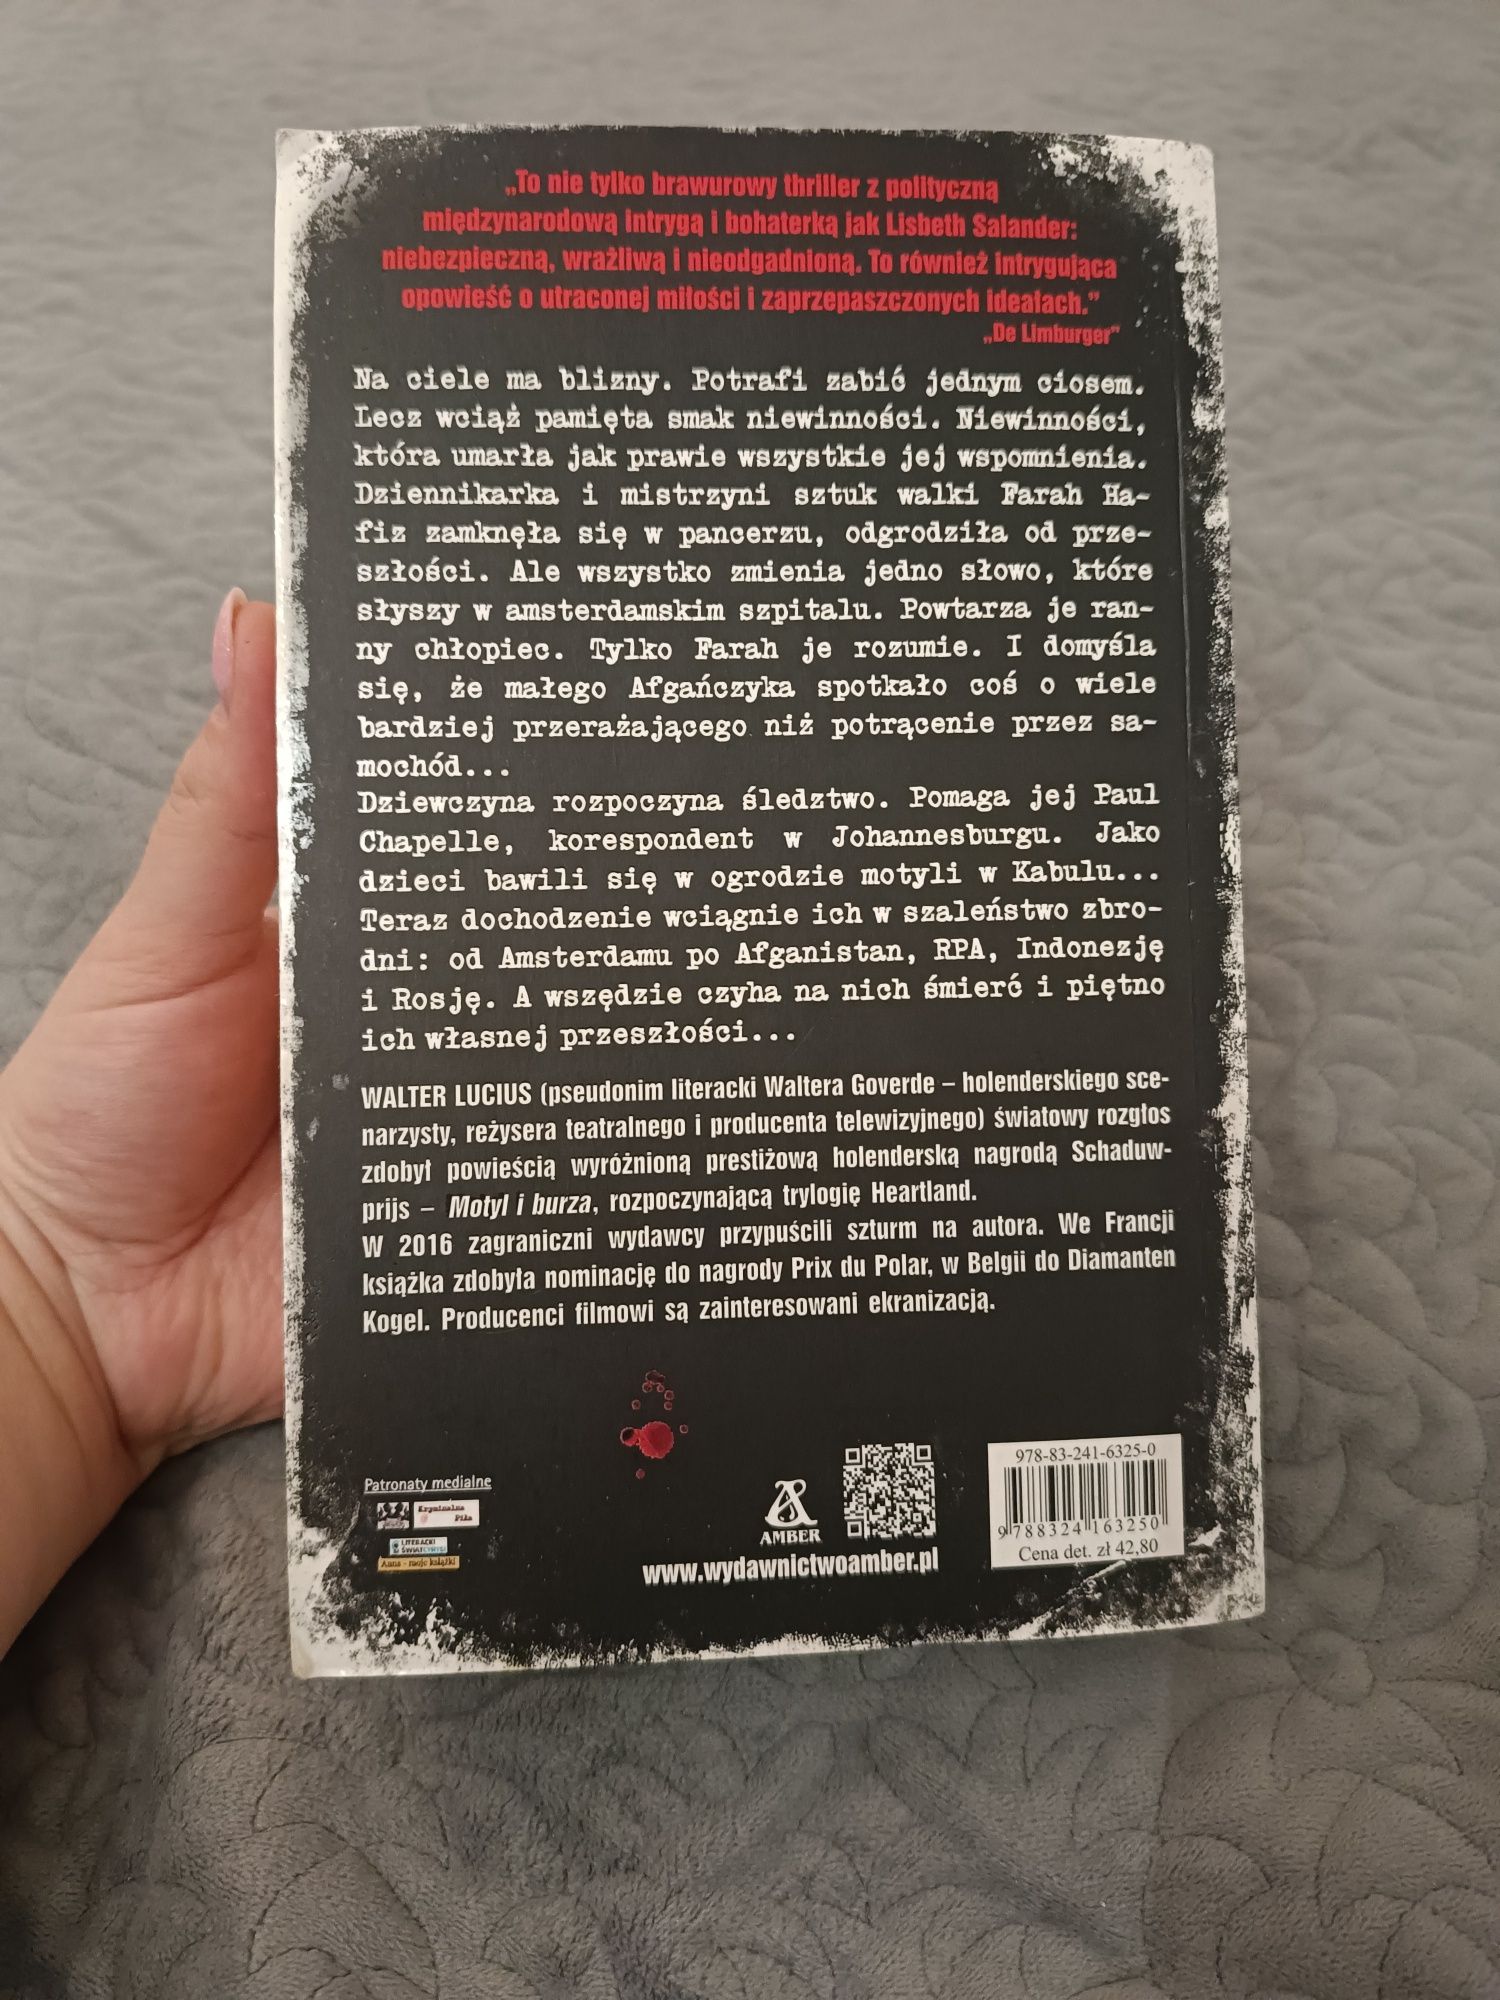 „To nie tylko brawurowy thriller z polityczną
międzynarodową intrygą i bohaterką jak Lisbeth Salander:
niebezpieczną, wrażliwą i nieodgadnioną. To również intrygująca
opowieść o utraconej miłości i zaprzepaszczonych ideałach.”
„De Limburger”
Na ciele ma blizny. Potrafi zabić jednym ciosem.
Lecz wciąż pamięta smak niewinności. Niewinności,
która umarła jak prawie wszystkie jej wspomnienia.
Dziennikarka i mistrzyni sztuk walki Farah Ha-
fiz zamknęła się w pancerzu, odgrodziła od prze-
szłości. Ale wszystko zmienia jedno słowo, które
słyszy w amsterdamskim szpitalu. Powtarza je ran-
ny chłopiec. Tylko Farah je rozumie. I domyśla
się, że małego Afgańczyka spotkało coś o wiele
bardziej przerażającego niż potrącenie przez sa-
mochód...
Dziewczyna rozpoczyna śledztwo. Pomaga jej Paul
Chapelle, korespondent w Johannesburgu. Jako
dzieci bawili się w ogrodzie motyli w Kabulu...
Teraz dochodzenie wciągnie ich w szaleństwo zbro-
dni: od Amsterdamu po Afganistan, RPA, Indonezję
i Rosję. A wszędzie czyha na nich śmierć i piętno
ich własnej przeszłości...
WALTER LUCIUS (pseudonim literacki Waltera Goverde – holenderskiego sce-
narzysty, reżysera teatralnego i producenta telewizyjnego) światowy rozgłos
zdobył powieścią wyróżnioną prestiżową holenderską nagrodą Schaduw-
prijs – Motyl i burza, rozpoczynającą trylogię Heartland.
W 2016 zagraniczni wydawcy przypuścili szturm na autora. We Francji
książka zdobyła nominację do nagrody Prix du Polar, w Belgii do Diamanten
Kogel. Producenci filmowi są zainteresowani ekranizacją.
Patronaty medialne
Kryminalna
Piła
LITERACKI
Anna - moje książki
AMBER
www.wydawnictwoamber.pl
978-83-241-6325-0
9 788324 163250
Cena det. zł 42,80